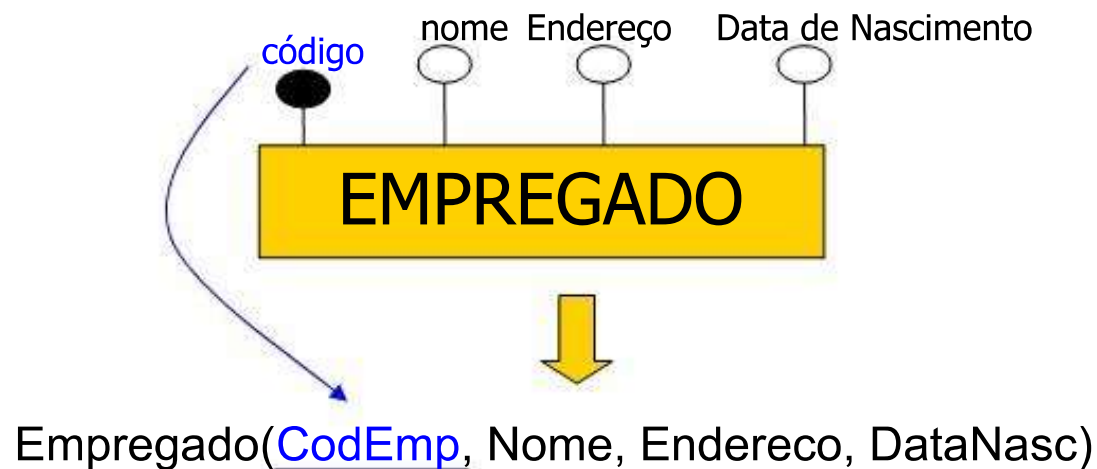 código nome Endereço Data de Nascimento
EMPREGADO
Empregado(CodEmp, Nome, Endereco, DataNasc)